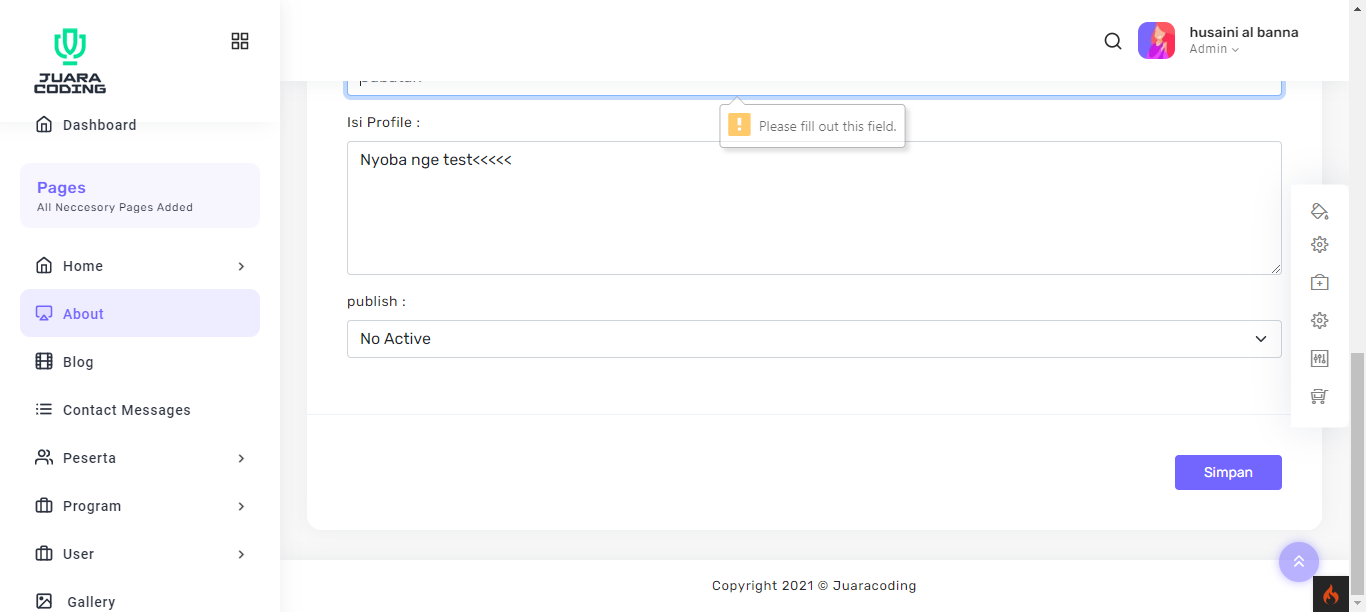 JUARA
CODING
husaini al banna
Admin
Dashboard
Pages
All Neccesory Pages Added
Home
About
Blog
Contact Messages
Peserta
Program
User
Gallery
Please fill out this field.
Isi Profile :
Nyoba nge test<<<<<
publish :
No Active
Simpan
Copyright 2021 © Juaracoding